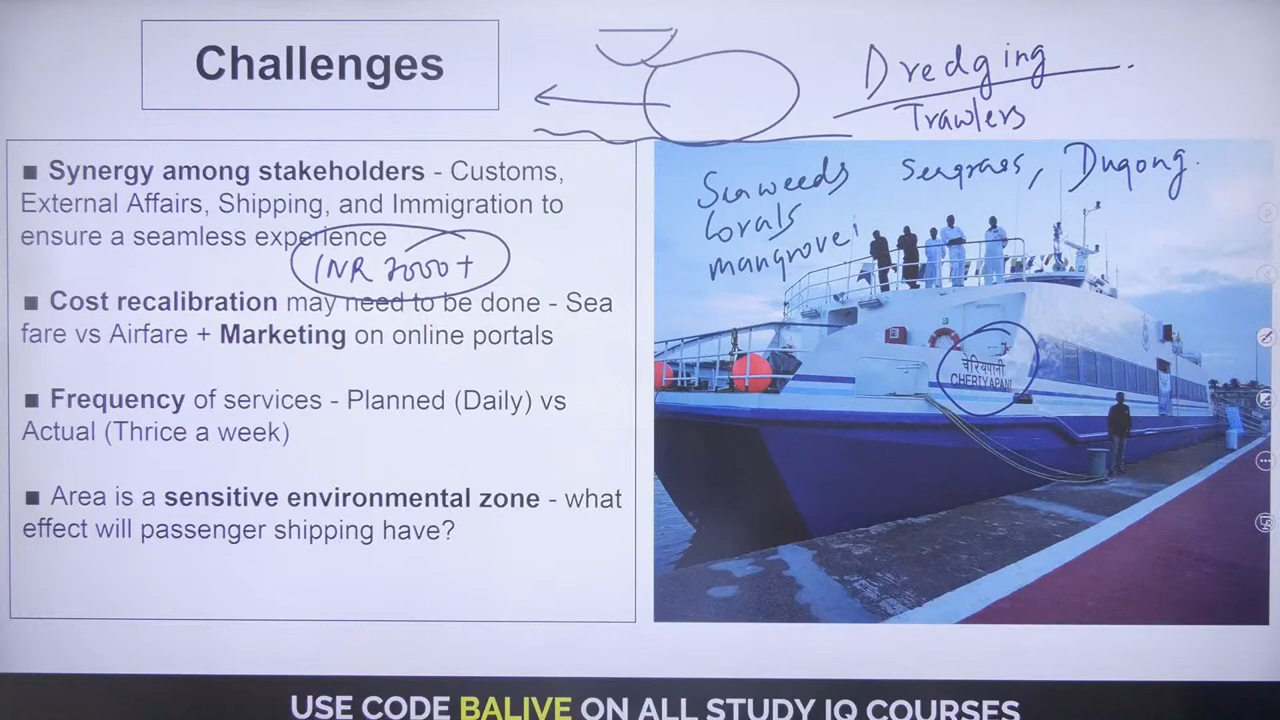 Challenges
Dredging
Trawlers
■ Synergy among stakeholders - Customs,
External Affairs, Shipping, and Immigration to
ensure a seamless experience
INR 7000+
■ Cost recalibration may need to be done - Sea
fare vs Airfare + Marketing on online portals
■ Frequency of services - Planned (Daily) vs
Actual (Thrice a week)
■ Area is a sensitive environmental zone - what
effect will passenger shipping have?
Seaweeds seagrass, Dugong.
Corals
mangroves
चेरियपानी
CHERIYAPANI
USE CODE BALIVE ON ALL STUDY IQ COURSES